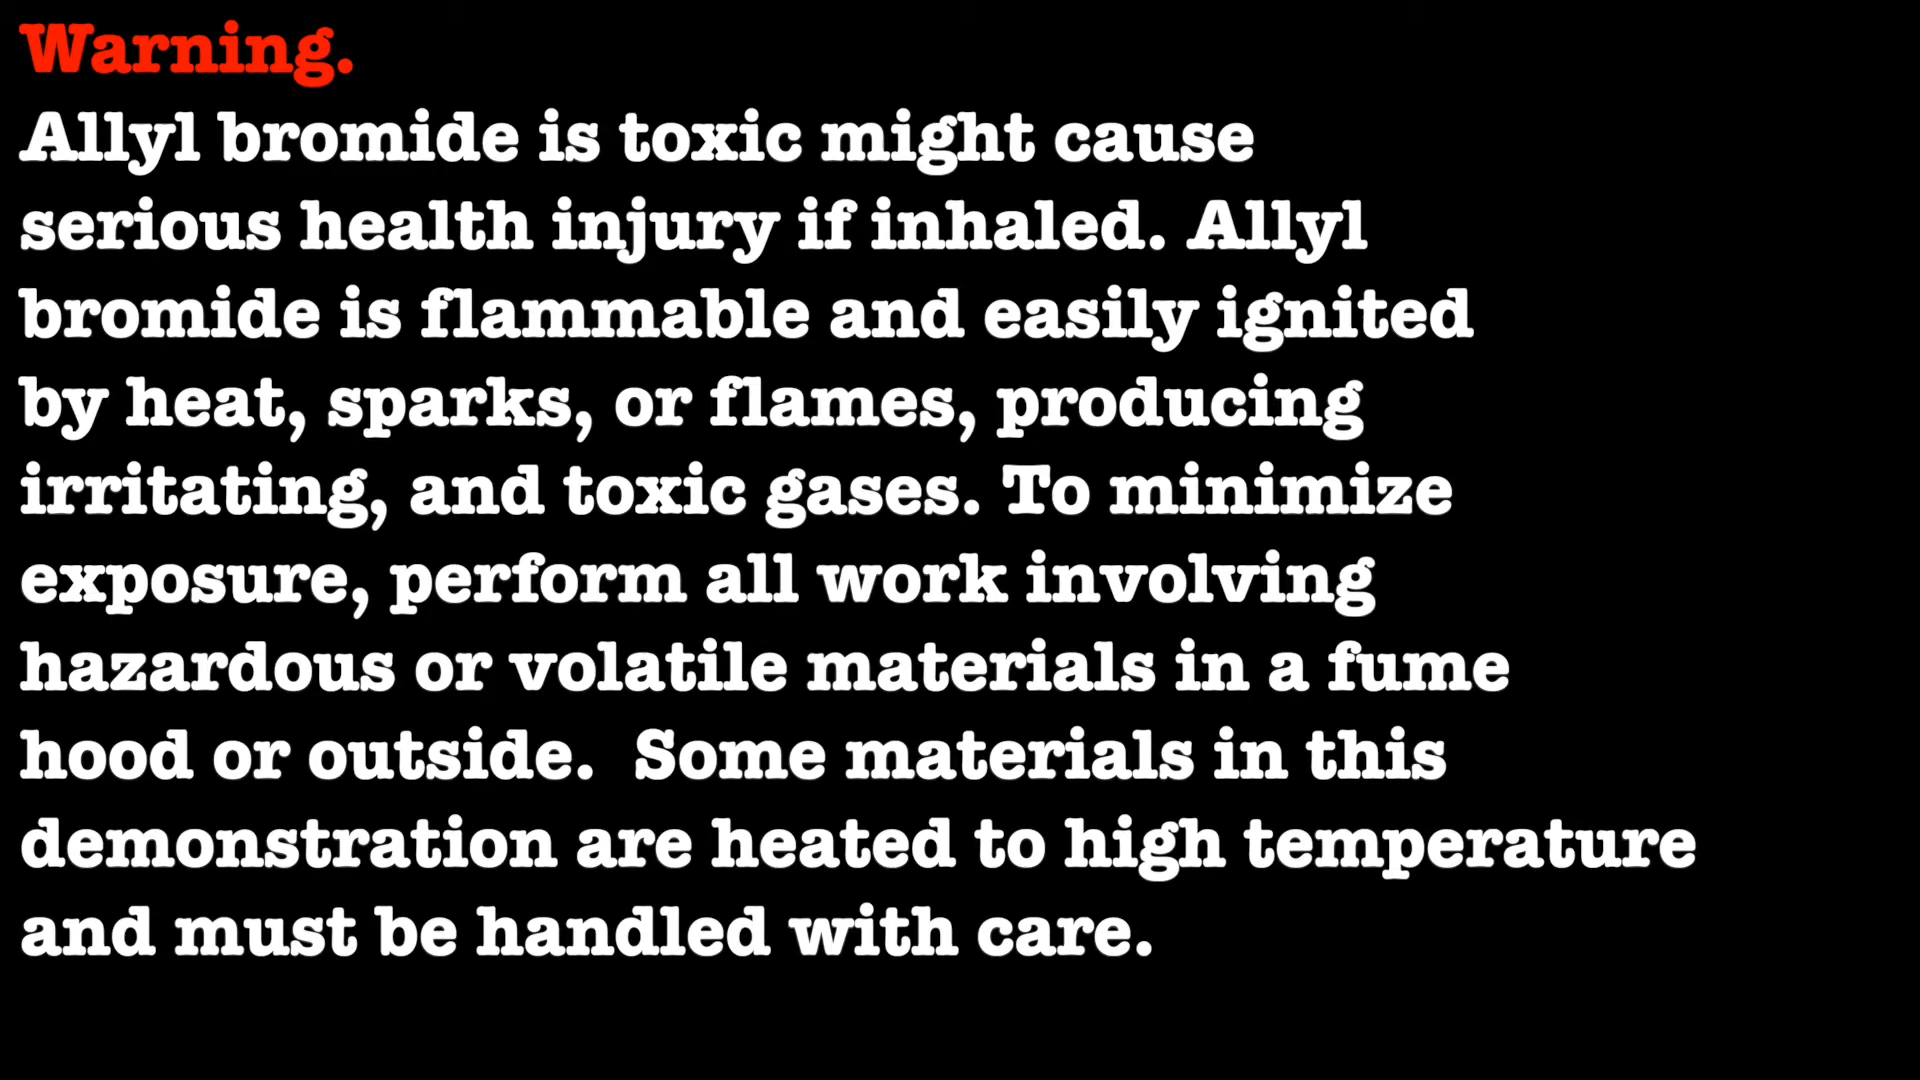 Warning.
Allyl bromide is toxic might cause
serious health injury if inhaled. Allyl
bromide is flammable and easily ignited
by heat, sparks, or flames, producing
irritating, and toxic gases. To minimize
exposure, perform all work involving
hazardous or volatile materials in a fume
hood or outside.  Some materials in this
demonstration are heated to high temperature
and must be handled with care.